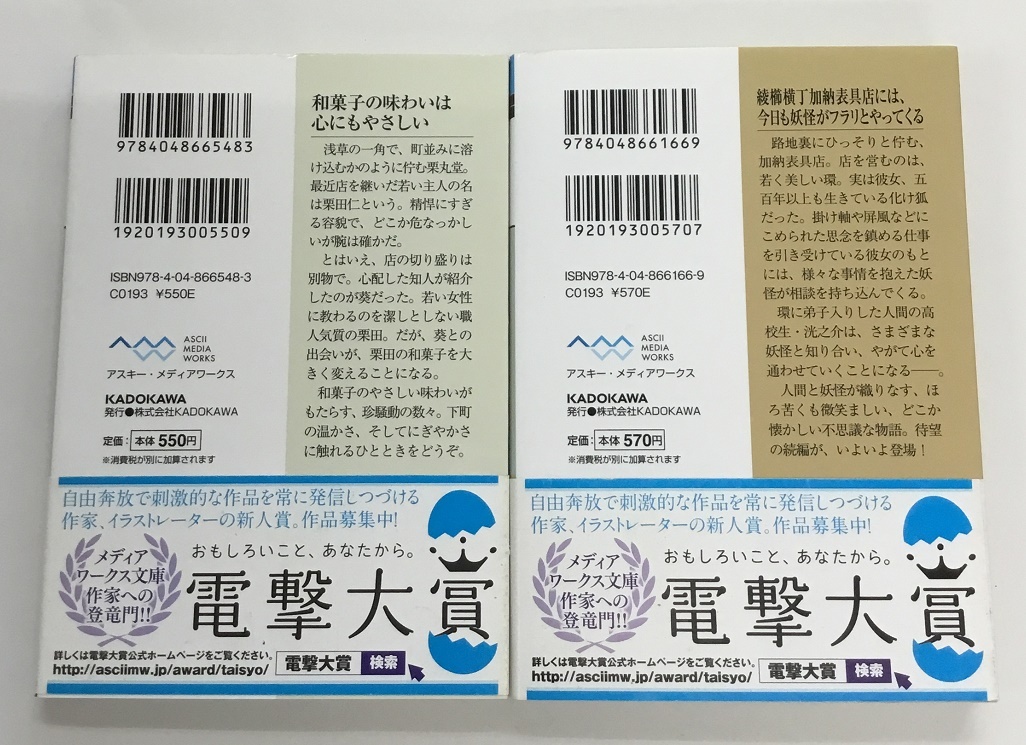 9784048665483
1920193005509
ISBN978-4-04-866548-3
C0193 ¥550E
ASCII
MEDIA
WORKS
アスキー・メディアワークス
KADOKAWA
発行●株式会社KADOKAWA
定価：本体550円
※消費税が別に加算されます
和菓子の味わいは
心にもやさしい
浅草の一角で、町並みに溶
け込むかのように佇む栗丸堂。
最近店を継いだ若い主人の名
は栗田仁という。精悍にすぎ
る容貌で、どこか危なっかし
いが腕は確かだ。
とはいえ、店の切り盛りは
別物で。心配した知人が紹介
したのが葵だった。若い女性
に教わるのを潔しとしない職
人気質の栗田。だが、葵との
出会いが、栗田の和菓子を大
きく変えることになる。
和菓子のやさしい味わいが
もたらす、珍騒動の数々。下町
の温かさ、そしてにぎやかさ
に触れるひとときをどうぞ。
自由奔放で刺激的な作品を常に発信しつづける
作家、イラストレーターの新人賞。作品募集中!
メディア
ワークス文庫
作家への
登竜門!!
おもしろいこと、あなたから。
電撃大賞
詳しくは電撃大賞公式ホームページをご覧ください。
http://asciimw.jp/award/taisyo/
電撃大賞 検索
9784048661669
1920193005707
ISBN978-4-04-866166-9
C0193 ¥570E
ASCII
MEDIA
WORKS
アスキー・メディアワークス
KADOKAWA
発行●株式会社KADOKAWA
定価：本体570円
※消費税が別に加算されます
綾櫛横丁加納表具店には、
今日も妖怪がフラリとやってくる
路地裏にひっそりと佇む、
加納表具店。店を営むのは、
若く美しい環。実は彼女、五
百年以上も生きている化け狐
だった。掛け軸や屏風などに
こめられた思念を鎮める仕事
を引き受けている彼女のもと
には、様々な事情を抱えた妖
怪が相談を持ち込んでくる。
環に弟子入りした人間の高
校生・洸之介は、さまざまな
妖怪と知り合い、やがて心を
通わせていくことになる――。
人間と妖怪が織りなす、ほ
ろ苦くも微笑ましい、どこか
懐かしい不思議な物語。待望
の続編が、いよいよ登場！
自由奔放で刺激的な作品を常に発信しつづける
作家、イラストレーターの新人賞。作品募集中!
メディア
ワークス文庫
作家への
登竜門!!
おもしろいこと、あなたから。
電撃大賞
詳しくは電撃大賞公式ホームページをご覧ください。
http://asciimw.jp/award/taisyo/
電撃大賞 検索